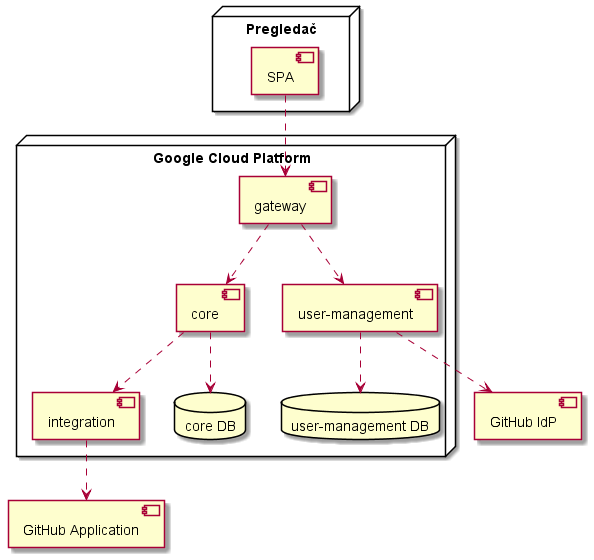 Pregledač
SPA
Google Cloud Platform
gateway
core
user-management
integration
core DB
user-management DB
GitHub IdP
GitHub Application